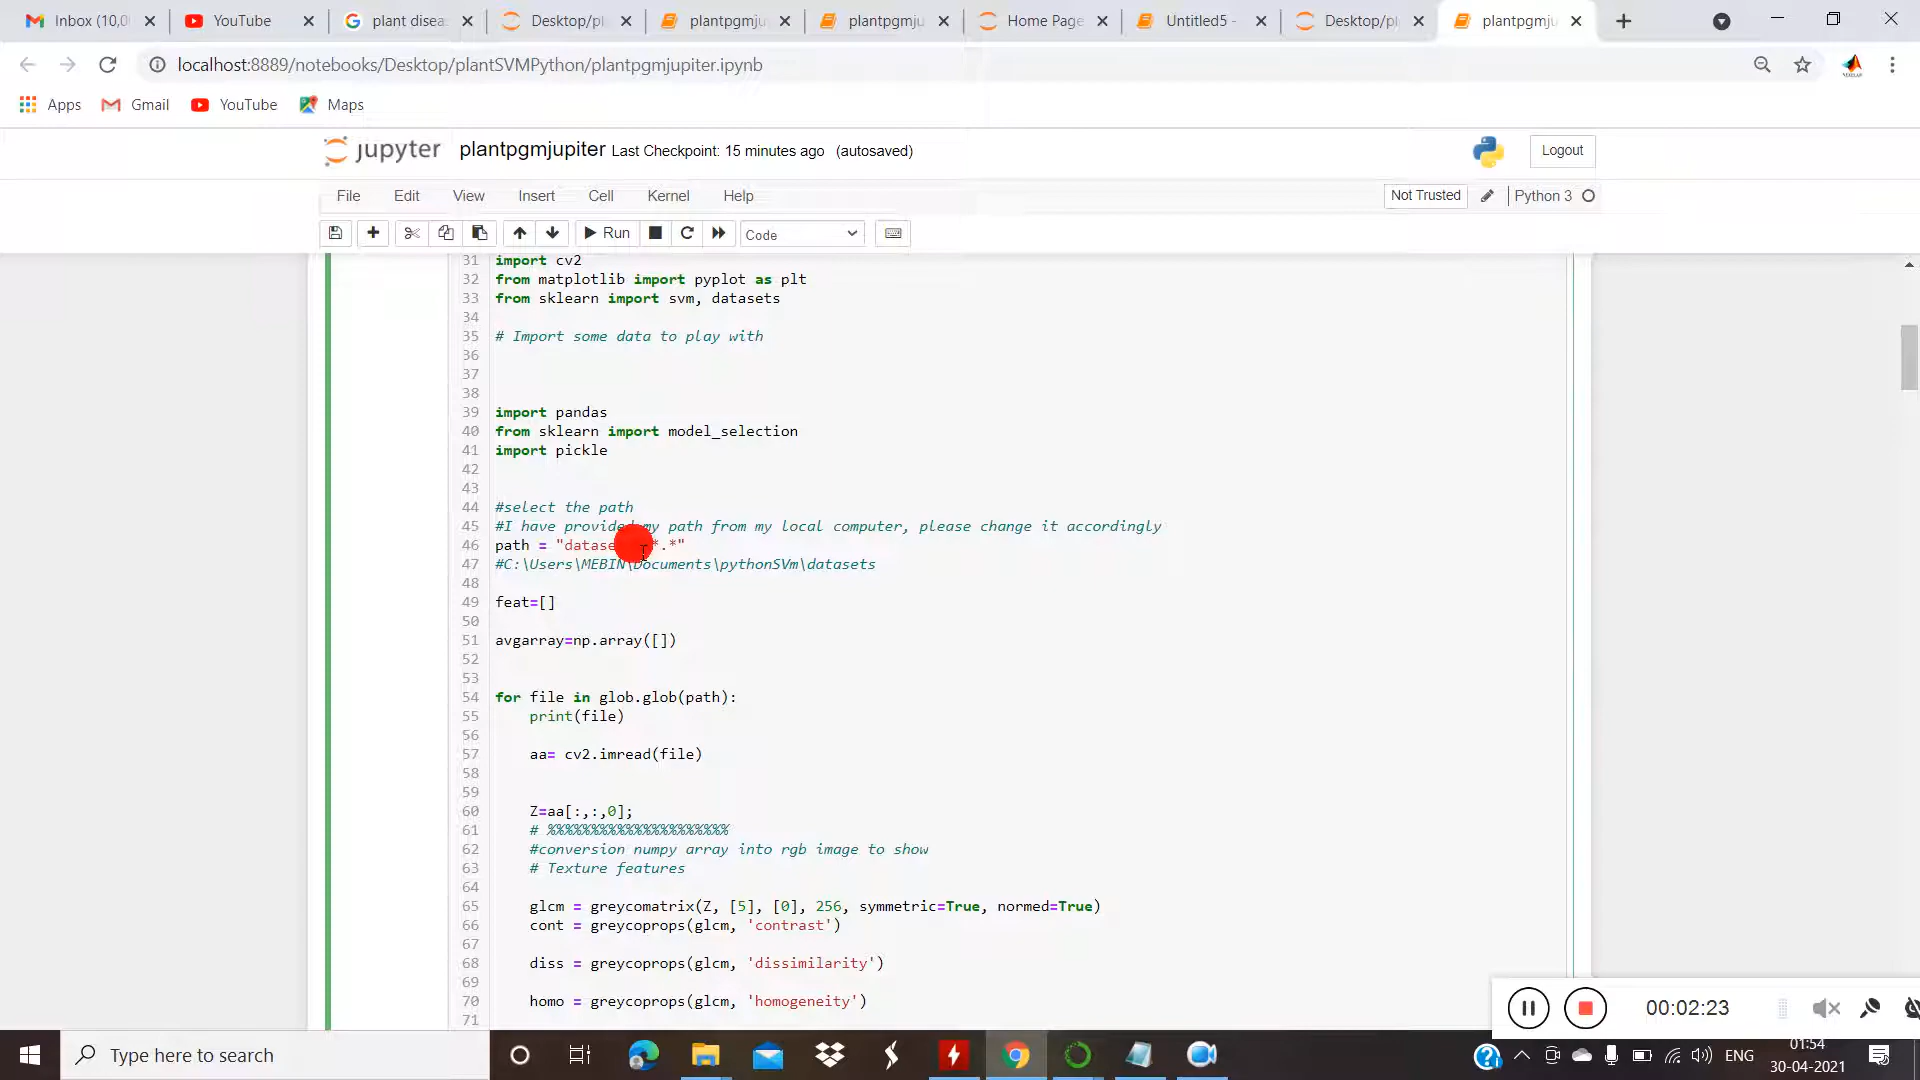 Inbox (10,0
YouTube
plant disea
Desktop/pl
plantpgmju
plantpgmju
Home Page
Untitled5 -
Desktop/pl
plantpgmju
localhost:8889/notebooks/Desktop/plantSVMPython/plantpgmjupiter.ipynb
Apps
Gmail
YouTube
Maps
jupyter
plantpgmjupiter Last Checkpoint: 15 minutes ago (autosaved)
Logout
File
Edit
View
Insert
Cell
Kernel
Help
Not Trusted
Python 3
Run
Code
31 import cv2
32 from matplotlib import pyplot as plt
33 from sklearn import svm, datasets
34
35 # Import some data to play with
36
37
38
39 import pandas
40 from sklearn import model_selection
41 import pickle
42
43
44 #select the path
45 #I have provided my path from my local computer, please change it accordingly
46 path = "datase *.*"
47 #C:\Users\MEBIN\Documents\pythonSVm\datasets
48
49 feat=[]
50
51 avgarray=np.array([])
52
53
54 for file in glob.glob(path):
55 print(file)
56
57 aa= cv2.imread(file)
58
59
60 Z=aa[:,:,0];
61 # %%%%%%%%%%%%%%%%%%%%%
62 #conversion numpy array into rgb image to show
63 # Texture features
64
65 glcm = greycomatrix(Z, [5], [0], 256, symmetric=True, normed=True)
66 cont = greycoprops(glcm, 'contrast')
67
68 diss = greycoprops(glcm, 'dissimilarity')
69
70 homo = greycoprops(glcm, 'homogeneity')
71
00:02:23
Type here to search
ENG
01:54
30-04-2021